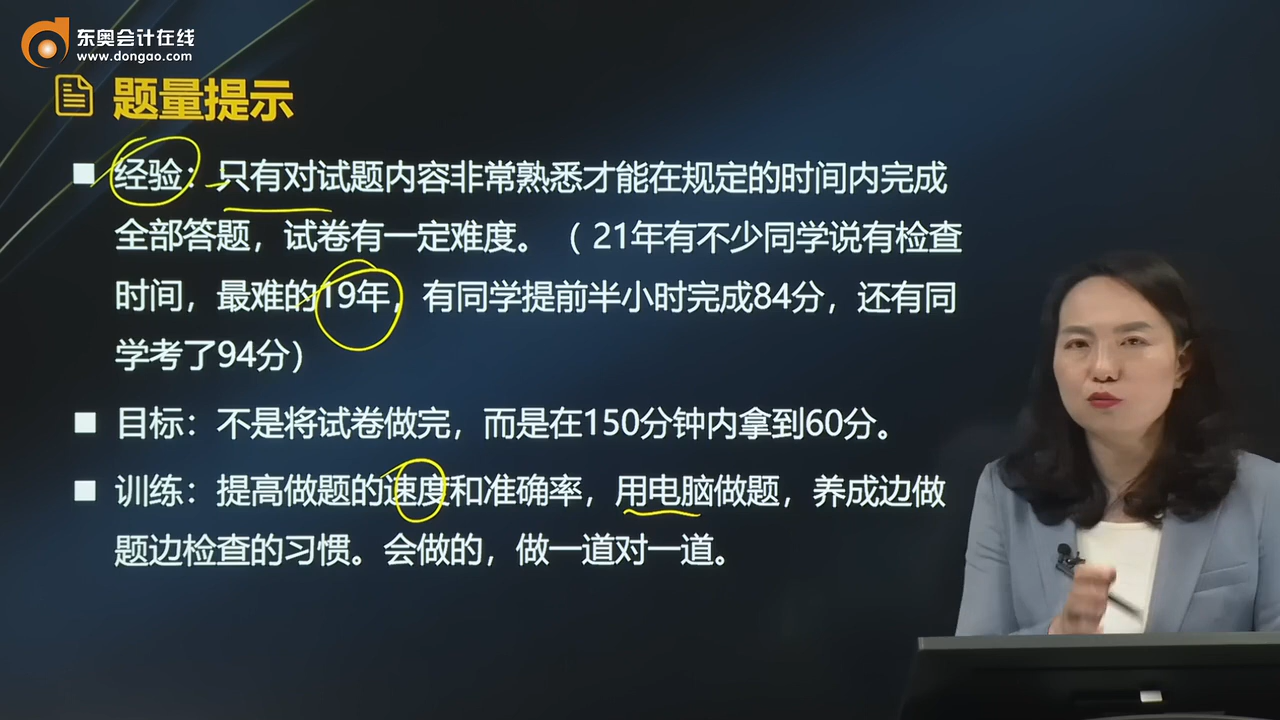 东奥会计在线
www.dongao.com
题量提示
经验：只有对试题内容非常熟悉才能在规定的时间内完成
全部答题，试卷有一定难度。（21年有不少同学说有检查
时间，最难的19年，有同学提前半小时完成84分，还有同
学考了94分）
目标：不是将试卷做完，而是在150分钟内拿到60分。
训练：提高做题的速度和准确率，用电脑做题，养成边做
题边检查的习惯。会做的，做一道对一道。